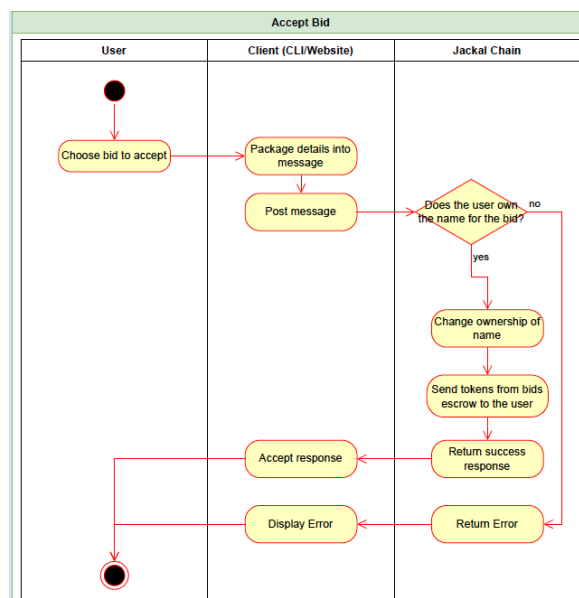 Accept Bid
User
Client (CLI/Website)
Jackal Chain
Choose bid to accept
Package details into
message
Post message
Does the user own
the name for the bid?
no
yes
Change ownership of
name
Send tokens from bids
escrow to the user
Accept response
Return success
response
Display Error
Return Error